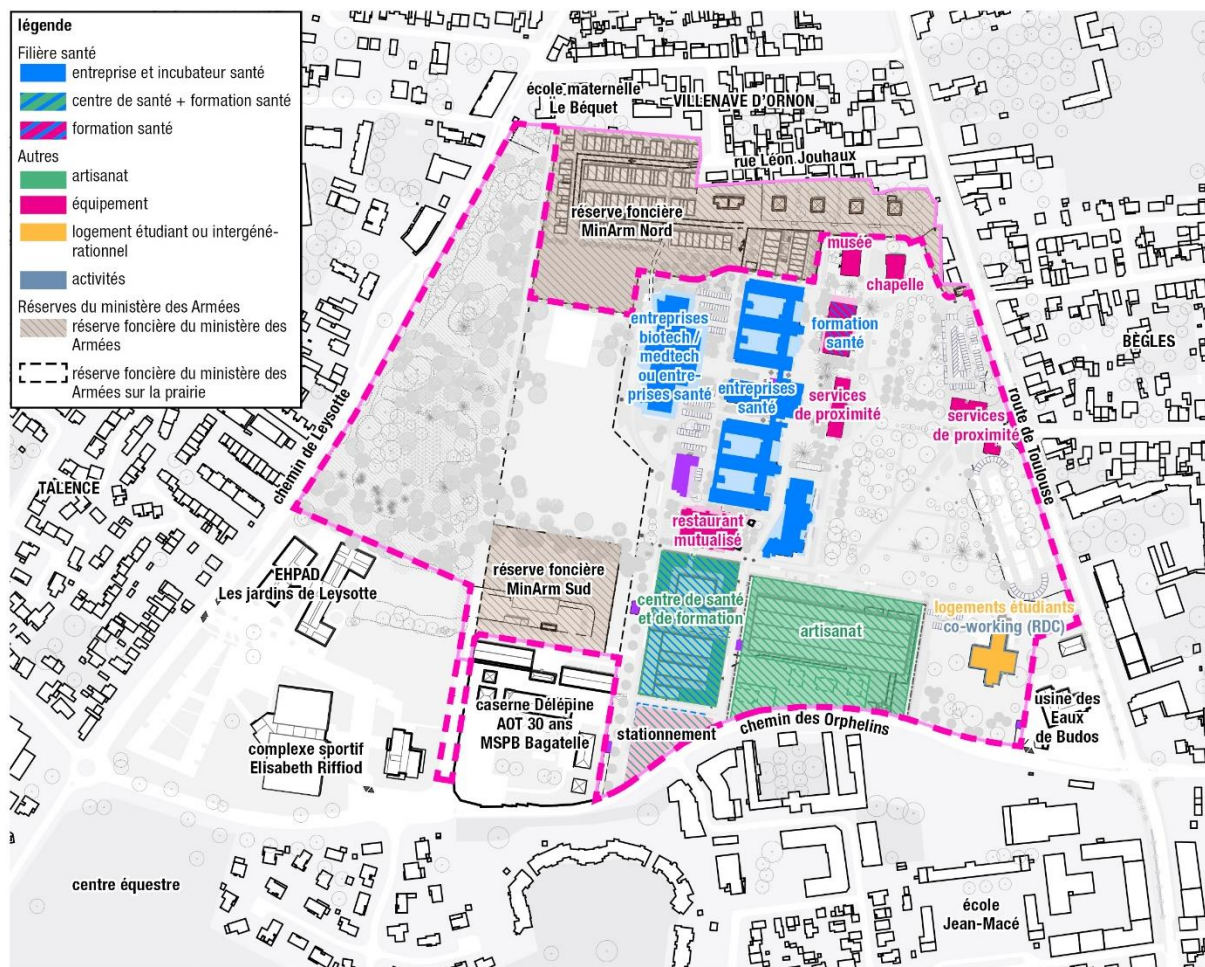 légende
Filière santé
entreprise et incubateur santé
centre de santé + formation santé
formation santé
Autres
artisanat
équipement
logement étudiant ou intergéné-
rationnel
activités
Réserves du ministère des Armées
réserve foncière du ministère des
Armées
réserve foncière du ministère des
Armées sur la prairie
école maternelle
Le Béquet
VILLENAVE D'ORNON
rue Léon Jouhaux
réserve foncière
MinArm Nord
musée
chapelle
entreprises
biotech /
medtech
ou entre-
prises santé
formation
santé
entreprises
santé
services
de proximité
services
de proximité
BÈGLES
route de Toulouse
chemin de Leysotte
TALENCE
restaurant
mutualisé
EHPAD
Les jardins de Leysotte
réserve foncière
MinArm Sud
centre de santé
et de formation
artisanat
logements étudiants
co-working (RDC)
caserne Délépine
AOT 30 ans
MSPB Bagatelle
stationnement
chemin des Orphelins
usine des
Eaux
de Budos
complexe sportif
Elisabeth Riffiod
centre équestre
école
Jean-Macé